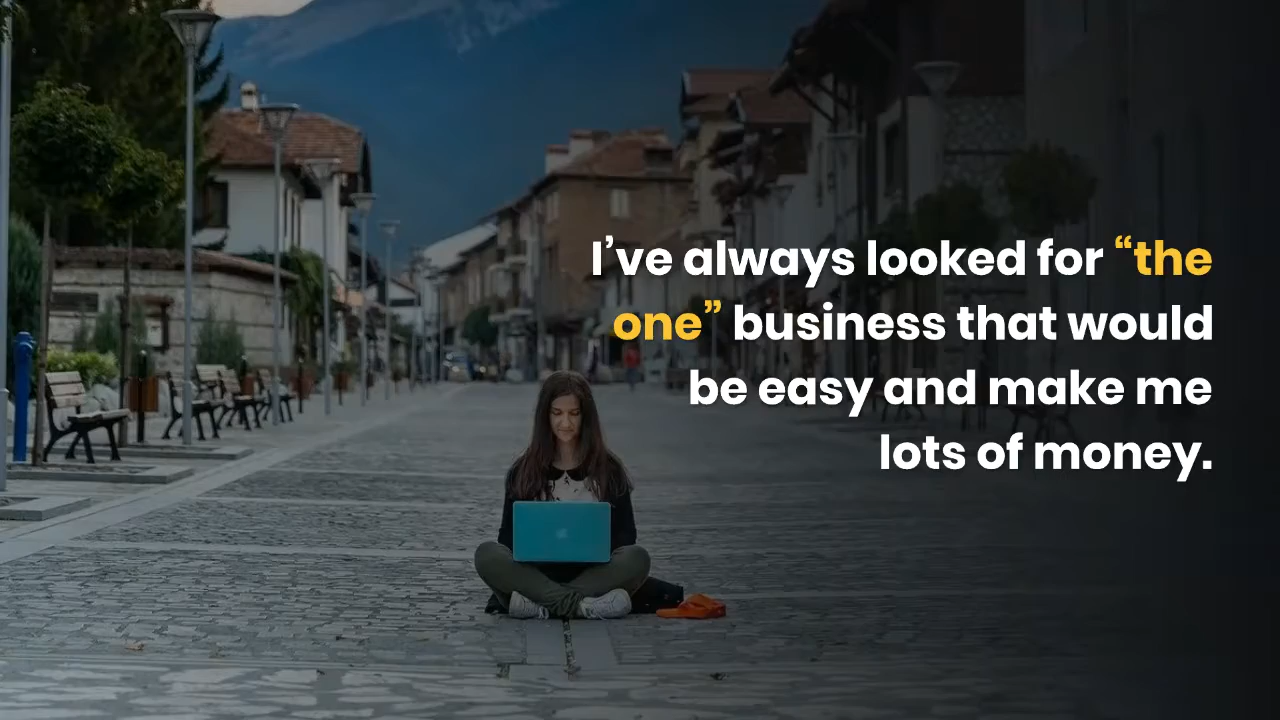 I’ve always looked for “the
one” business that would
be easy and make me
lots of money.